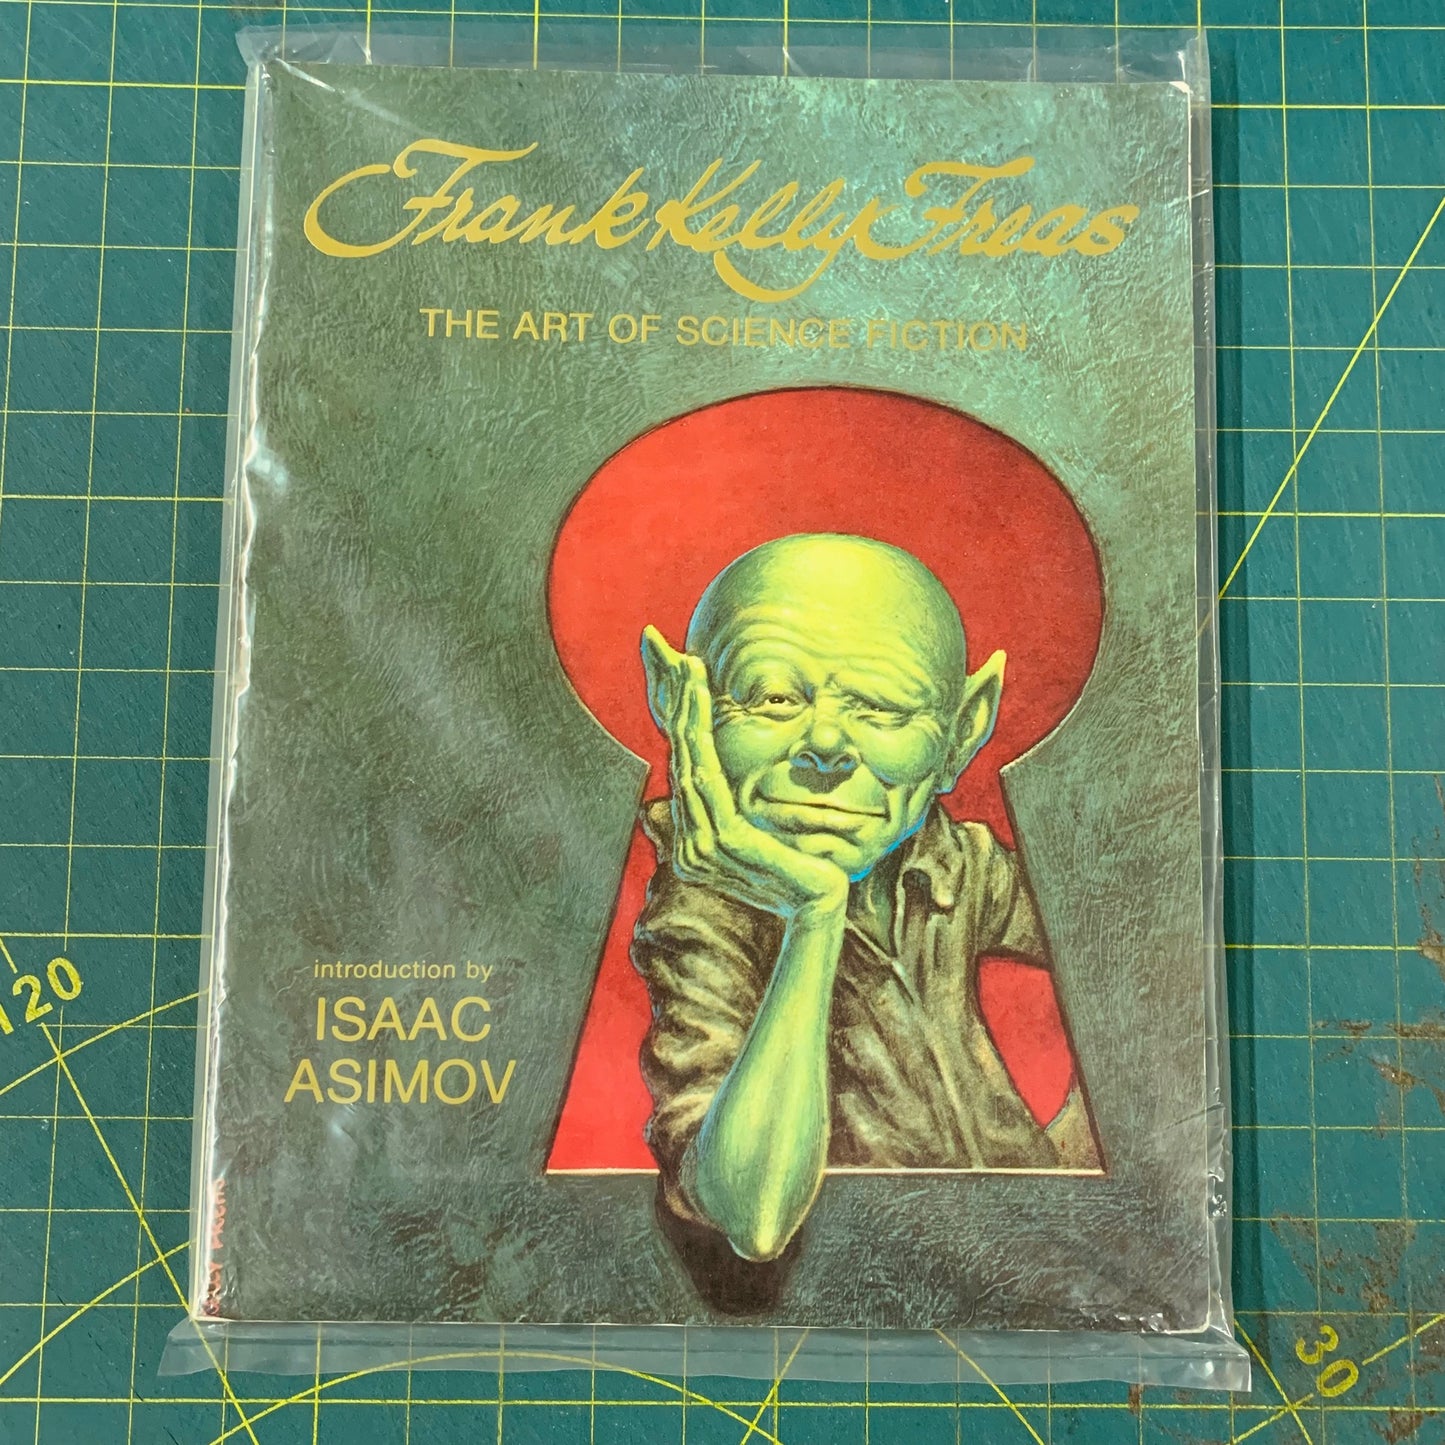 Frank Kelly Freas
THE ART OF SCIENCE FICTION
introduction by
ISAAC
ASIMOV
120
30